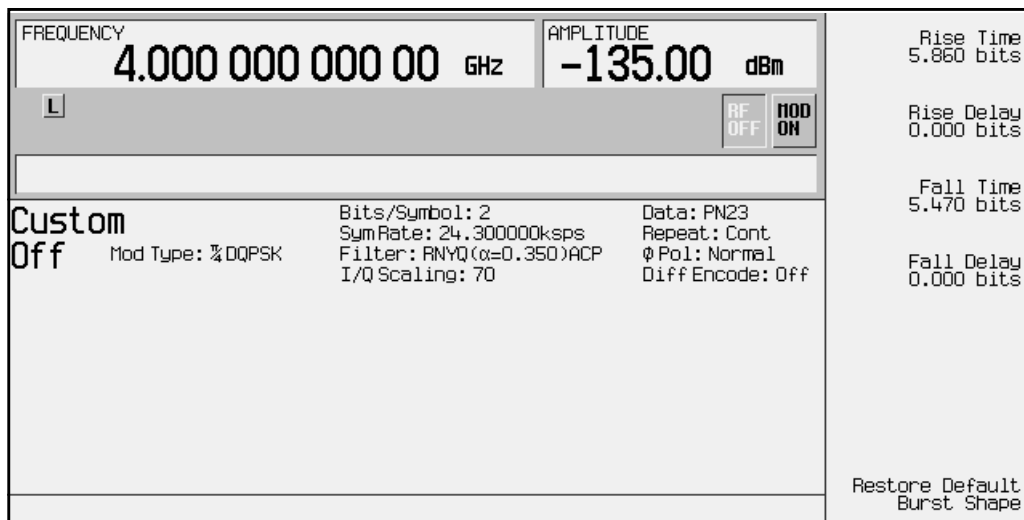 FREQUENCY
4.000 000 000 00 GHz
AMPLITUDE
-135.00 dBm
L
RF OFF
MOD ON
Custom
Off
Mod Type: π/4 DQPSK
Bits/Symbol: 2
Sym Rate: 24.300000ksps
Filter: RNYQ(α=0.350)ACP
I/Q Scaling: 70
Data: PN23
Repeat: Cont
Φ Pol: Normal
Diff Encode: Off
Rise Time
5.860 bits
Rise Delay
0.000 bits
Fall Time
5.470 bits
Fall Delay
0.000 bits
Restore Default
Burst Shape